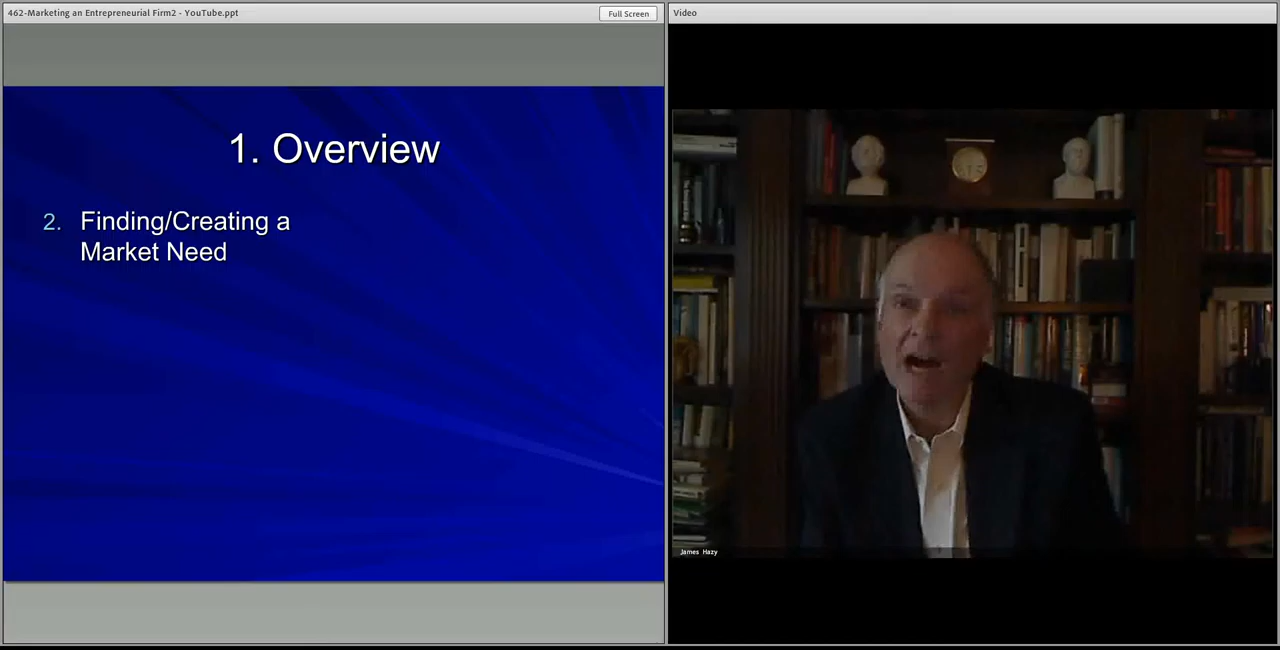 462-Marketing an Entrepreneurial Firm2 - YouTube.ppt
Full Screen
Video
1. Overview
2. Finding/Creating a
Market Need
James Hazy